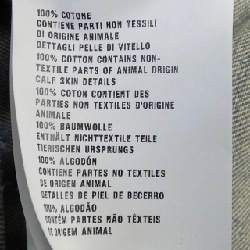 100% COTONE
CONTIENE PARTI NON TESSILI
DI ORIGINE ANIMALE
DETTAGLI PELLE DI VITELLO
100% COTTON CONTAINS NON-
TEXTILE PARTS OF ANIMAL ORIGIN
CALF SKIN DETAILS
100% COTON CONTIENT DES
PARTIES NON TEXTILES D'ORIGINE
ANIMALE
100% BAUMWOLLE
ENTHÄLT NICHTTEXTILE TEILE
TIERISCHEN URSPRUNGS
100% ALGODÓN
CONTIENE PARTES NO TEXTILES
DE ORIGEN ANIMAL
DETALLES DE PIEL DE BECERRO
100% ALGODÃO
CONTÉM PARTES NÃO TÊXTEIS
ANIMAL